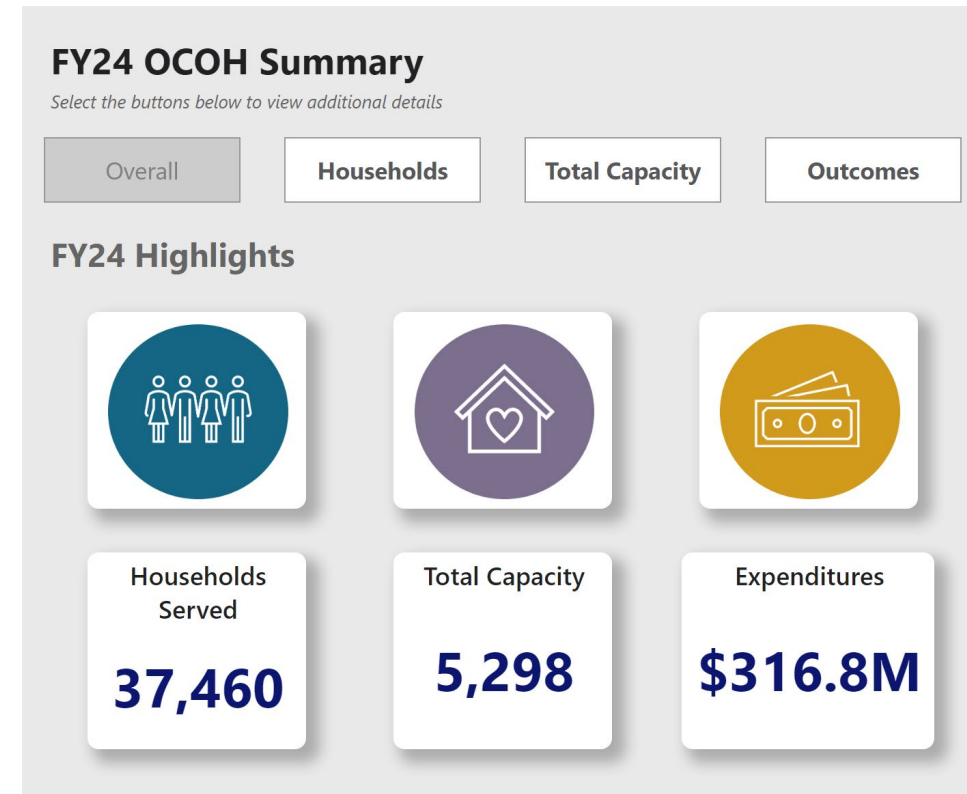 FY24 OCOH Summary
Select the buttons below to view additional details
Overall
Households
Total Capacity
Outcomes
FY24 Highlights
Households
Served
37,460
Total Capacity
5,298
Expenditures
$316.8M